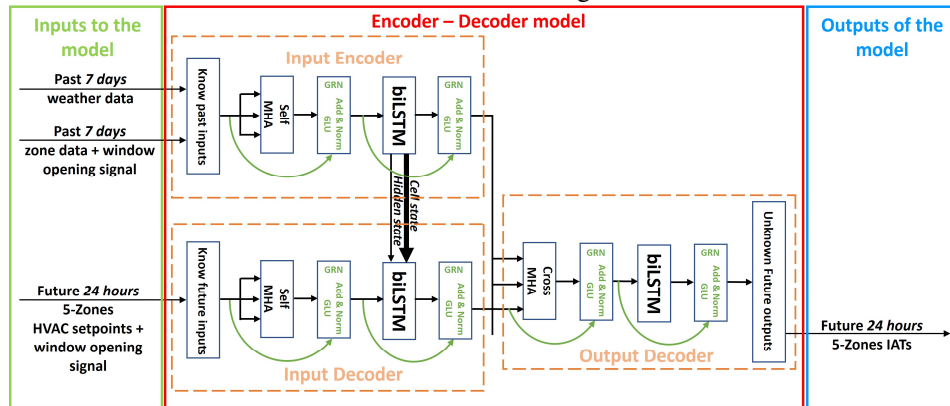 Inputs to the
model
Encoder – Decoder model
Outputs of the
model
Past 7 days
weather data
Past 7 days
zone data + window
opening signal
Future 24 hours
5-Zones
HVAC setpoints +
window opening
signal
Input Encoder
Know past inputs
Self
MHA
GRN
Add & Norm
GLU
biLSTM
GRN
Add & Norm
GLU
Cell state
Hidden state
Know future inputs
Self
MHA
GRN
Add & Norm
GLU
biLSTM
GRN
Add & Norm
GLU
Input Decoder
Cross
MHA
GRN
Add & Norm
GLU
biLSTM
GRN
Add & Norm
GLU
Unknown Future
outputs
Output Decoder
Future 24 hours
5-Zones IATs